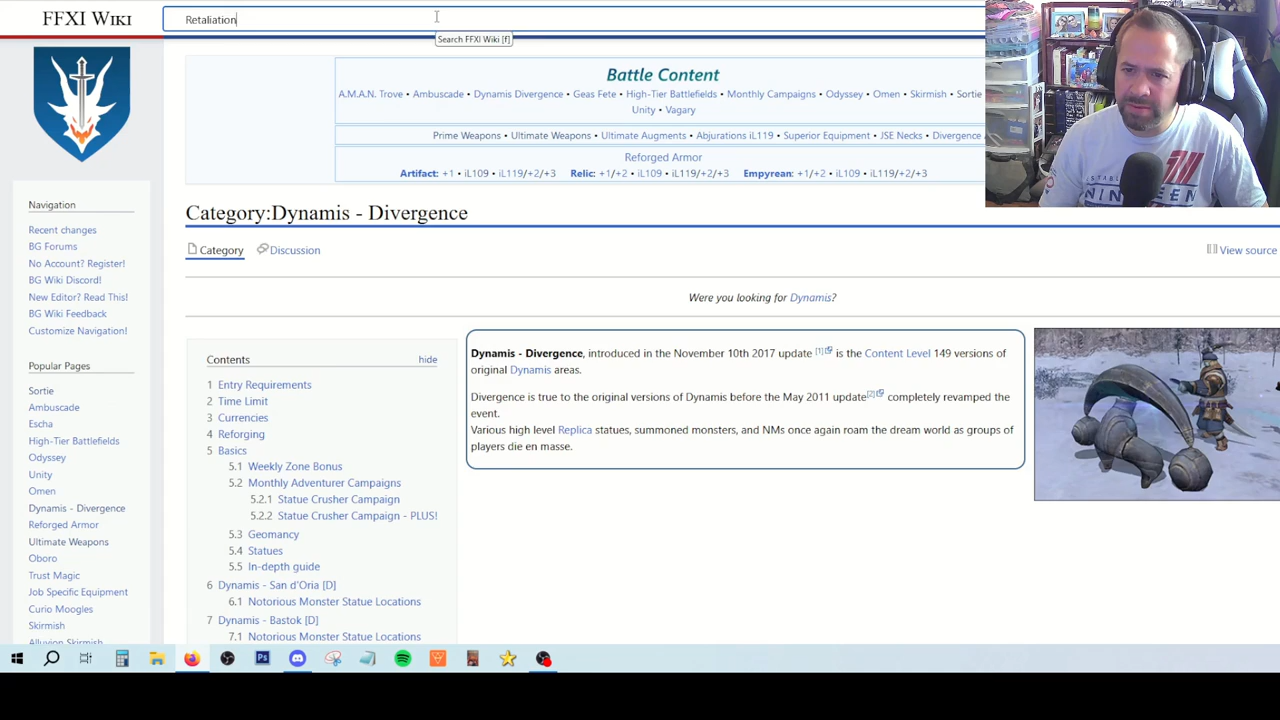 FFXI WIKI
Retaliation
Search FFXI Wiki [f]
Battle Content
A.M.A.N. Trove • Ambuscade • Dynamis Divergence • Geas Fete • High-Tier Battlefields • Monthly Campaigns • Odyssey • Omen • Skirmish • Sortie
Unity • Vagary
Prime Weapons • Ultimate Weapons • Ultimate Augments • Abjurations iL119 • Superior Equipment • JSE Necks • Divergence
Reforged Armor
Artifact: +1 • iL109 • iL119/+2/+3 Relic: +1/+2 • iL109 • iL119/+2/+3 Empyrean: +1/+2 • iL109 • iL119/+2/+3
Category:Dynamis - Divergence
Category Discussion View source
Were you looking for Dynamis?
Navigation
Recent changes
BG Forums
No Account? Register!
BG Wiki Discord!
New Editor? Read This!
BG Wiki Feedback
Customize Navigation!
Popular Pages
Sortie
Ambuscade
Escha
High-Tier Battlefields
Odyssey
Unity
Omen
Dynamis - Divergence
Reforged Armor
Ultimate Weapons
Oboro
Trust Magic
Job Specific Equipment
Curio Moogles
Skirmish
Alluvion Skirmish
Contents hide
1 Entry Requirements
2 Time Limit
3 Currencies
4 Reforging
5 Basics
5.1 Weekly Zone Bonus
5.2 Monthly Adventurer Campaigns
5.2.1 Statue Crusher Campaign
5.2.2 Statue Crusher Campaign - PLUS!
5.3 Geomancy
5.4 Statues
5.5 In-depth guide
6 Dynamis - San d'Oria [D]
6.1 Notorious Monster Statue Locations
7 Dynamis - Bastok [D]
7.1 Notorious Monster Statue Locations
Dynamis - Divergence, introduced in the November 10th 2017 update [1] is the Content Level 149 versions of
original Dynamis areas.
Divergence is true to the original versions of Dynamis before the May 2011 update[2] completely revamped the
event.
Various high level Replica statues, summoned monsters, and NMs once again roam the dream world as groups of
players die en masse.